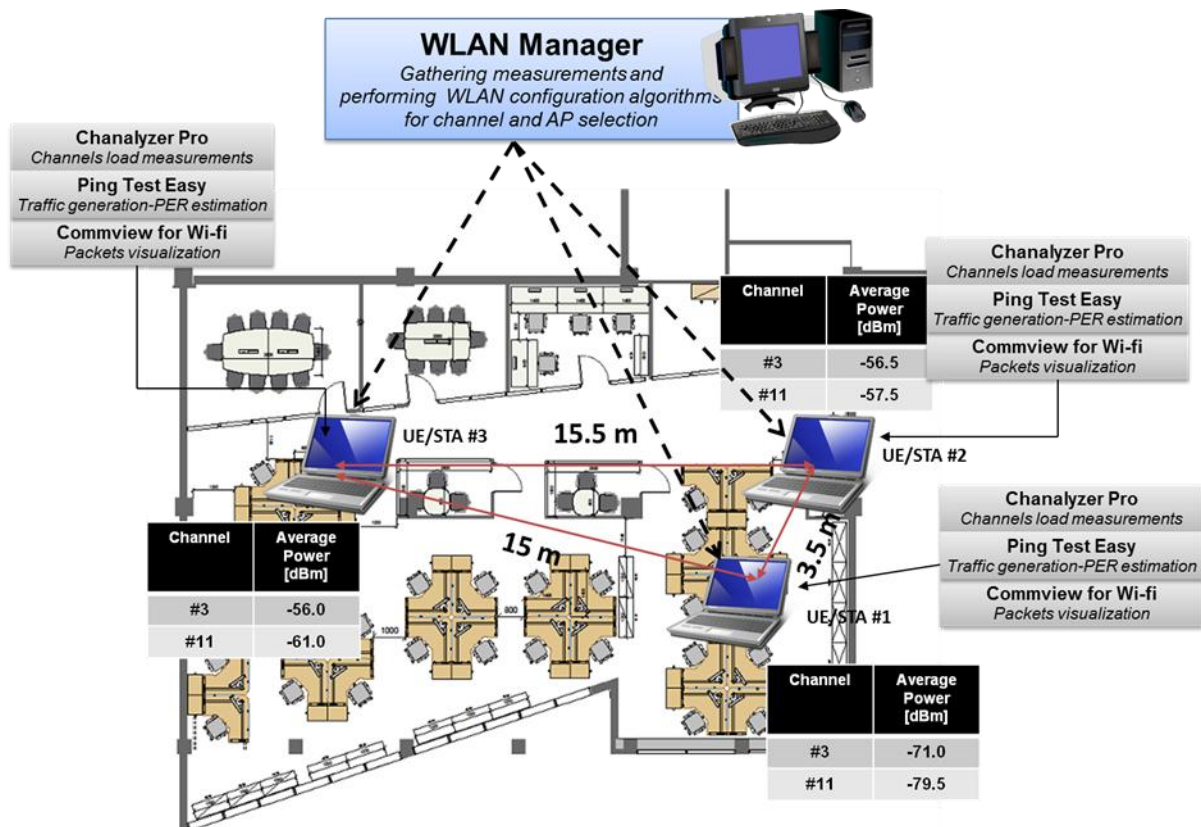 WLAN Manager
Gathering measurements and
performing WLAN configuration algorithms
for channel and AP selection
Chanalyzer Pro
Channels load measurements
Ping Test Easy
Traffic generation-PER estimation
Commview for Wi-fi
Packets visualization
Chanalyzer Pro
Channels load measurements
Ping Test Easy
Traffic generation-PER estimation
Commview for Wi-fi
Packets visualization
Channel Average Power [dBm]
#3 -56.5
#11 -57.5
UE/STA #3
15.5 m
UE/STA #2
Chanalyzer Pro
Channels load measurements
Ping Test Easy
Traffic generation-PER estimation
Commview for Wi-fi
Packets visualization
Channel Average Power [dBm]
#3 -56.0
#11 -61.0
15 m
3.5 m
UE/STA #1
800
1000
Channel Average Power [dBm]
#3 -71.0
#11 -79.5